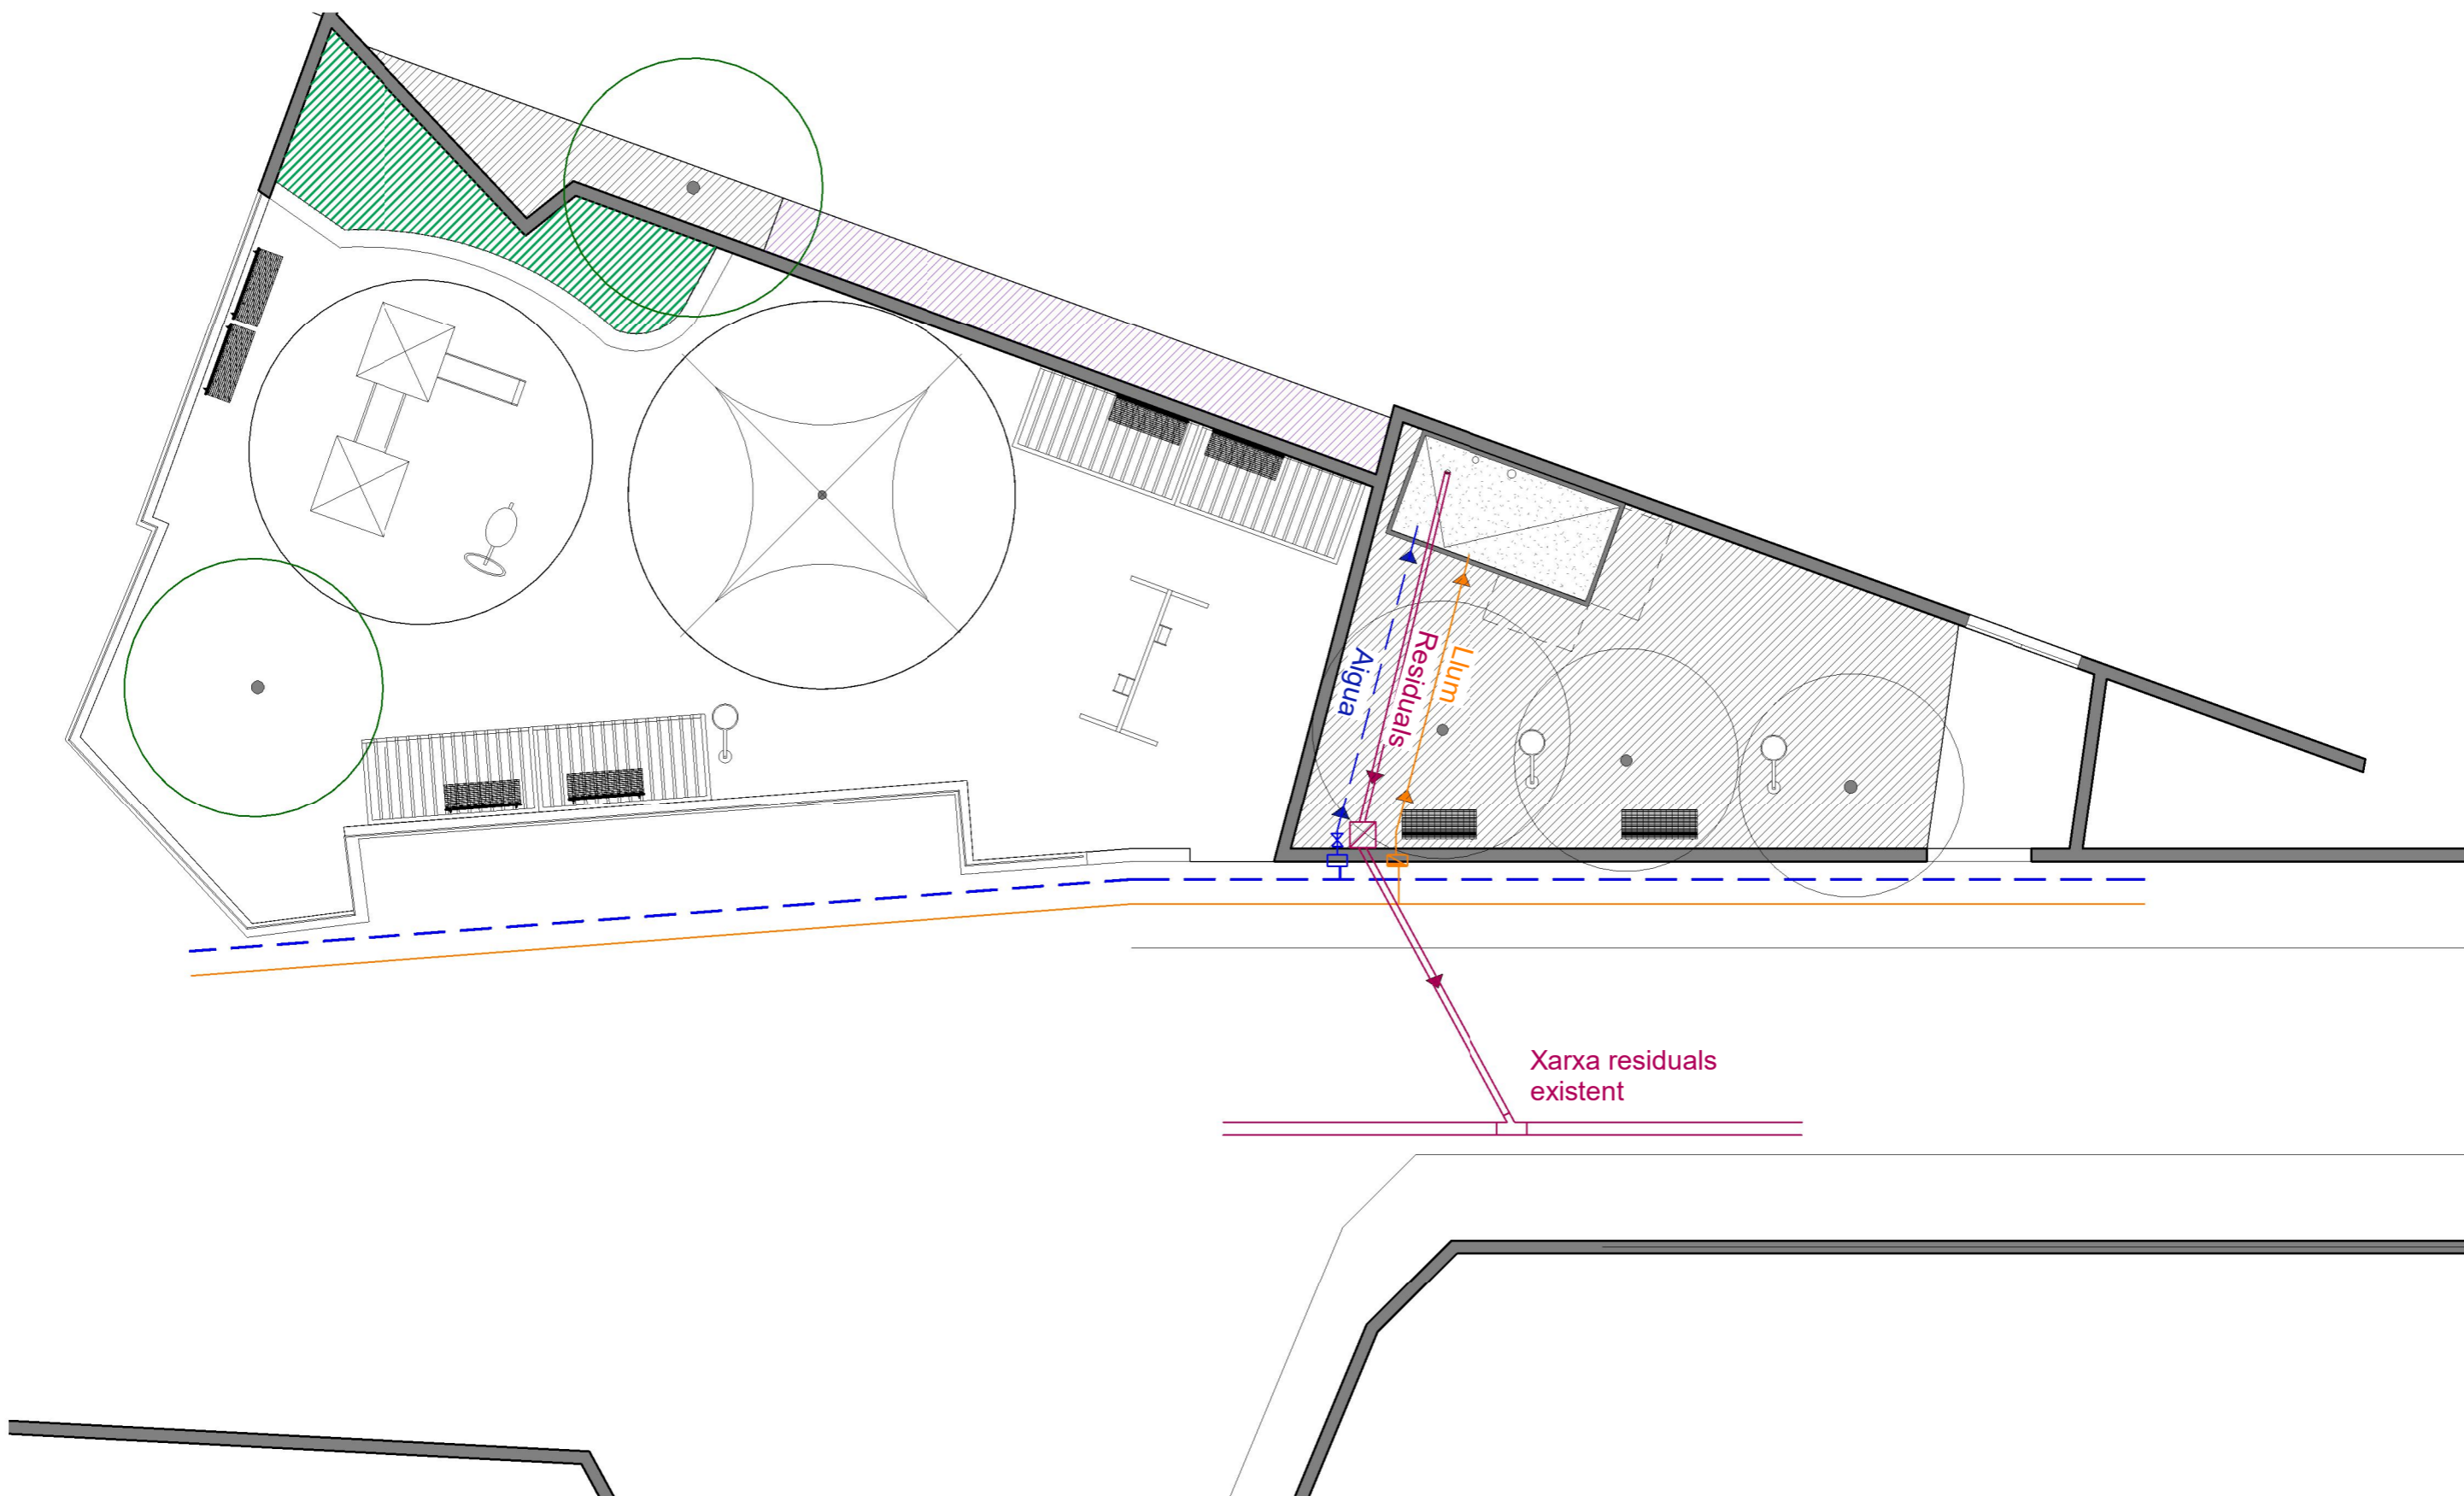 Aigua
Residuals
Llum
Xarxa residuals
existent